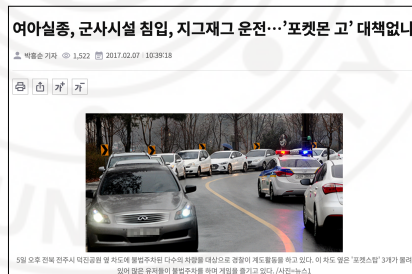 여아실종, 군사시설 침입, 지그재그 운전…'포켓몬 고' 대책없나
박홍순 기자 1,522 2017.02.07 10:39:18
가+ 가-
5일 오후 전북 전주시 덕진공원 옆 차도에 불법주차된 다수의 차량을 대상으로 경찰이 계도활동을 하고 있다. 이 차도 옆은 '포켓스탑' 3개가 몰려
있어 많은 유저들이 불법주차를 하며 게임을 즐기고 있다. /사진=뉴스1